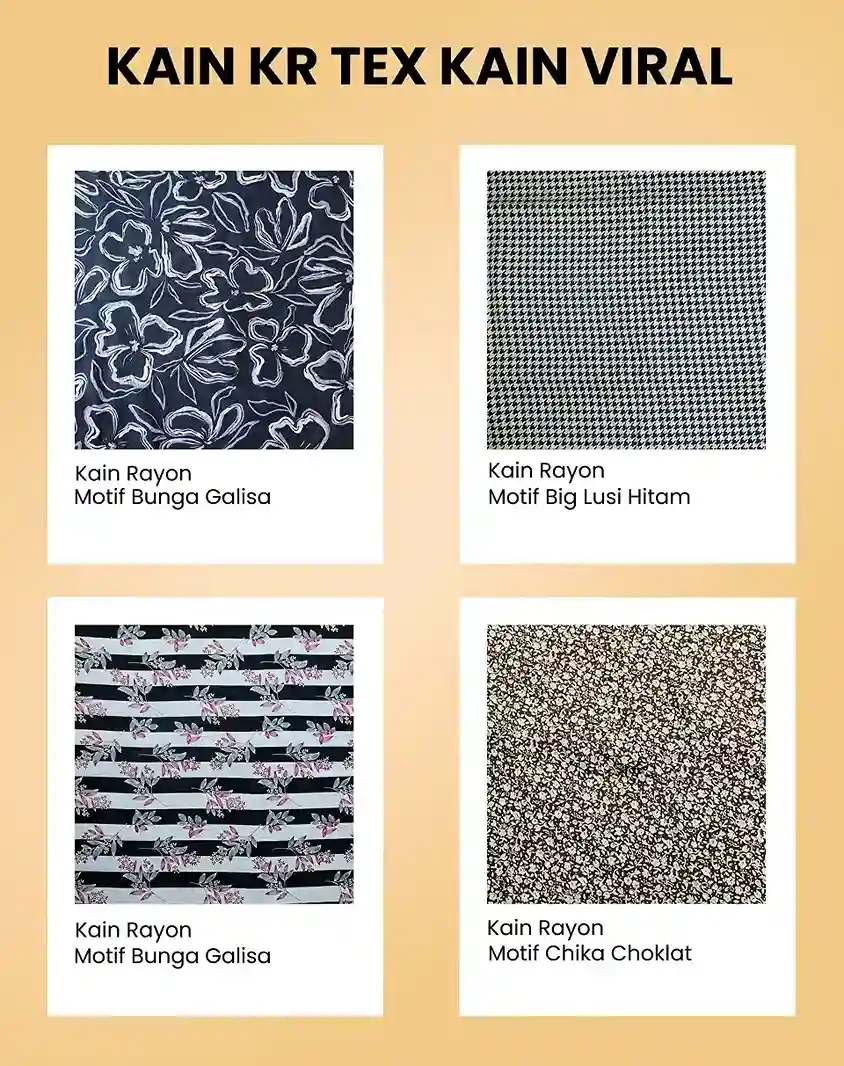 KAIN KR TEX KAIN VIRAL
Kain Rayon
Motif Bunga Galisa
Kain Rayon
Motif Big Lusi Hitam
Kain Rayon
Motif Bunga Galisa
Kain Rayon
Motif Chika Choklat